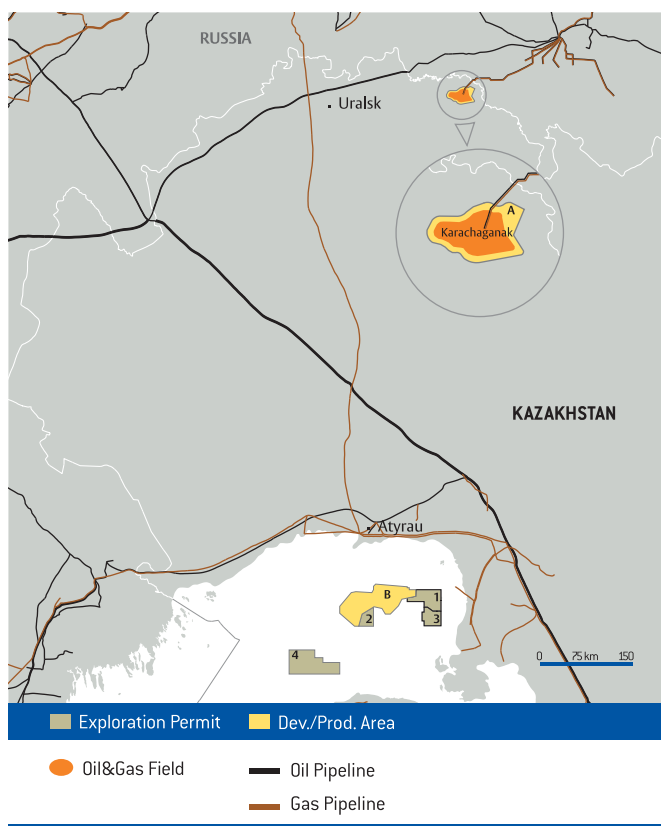 RUSSIA
Uralsk
A
Karachaganak
KAZAKHSTAN
Atyrau
B
1
2
3
4
0 75 km 150
Exploration Permit Dev./Prod. Area
Oil&Gas Field Oil Pipeline
Gas Pipeline